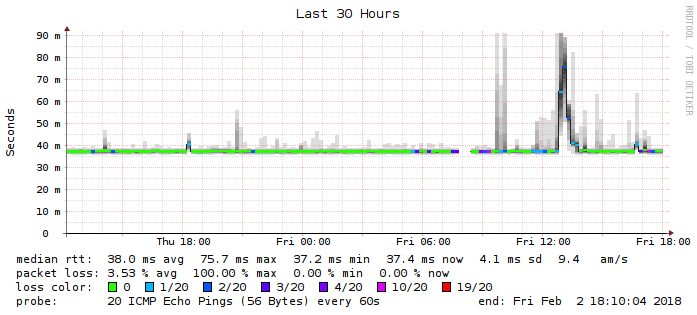 Last 30 Hours
RRDTOOL / TOBI OETIKER
Seconds
90 m
80 m
70 m
60 m
50 m
40 m
30 m
20 m
10 m
0
Thu 18:00 Fri 00:00 Fri 06:00 Fri 12:00 Fri 18:00
median rtt: 38.0 ms avg 75.7 ms max 37.2 ms min 37.4 ms now 4.1 ms sd 9.4 am/s
packet loss: 3.53 % avg 100.00 % max 0.00 % min 0.00 % now
loss color: 0 1/20 2/20 3/20 4/20 10/20 19/20
probe: 20 ICMP Echo Pings (56 Bytes) every 60s end: Fri Feb 2 18:10:04 2018